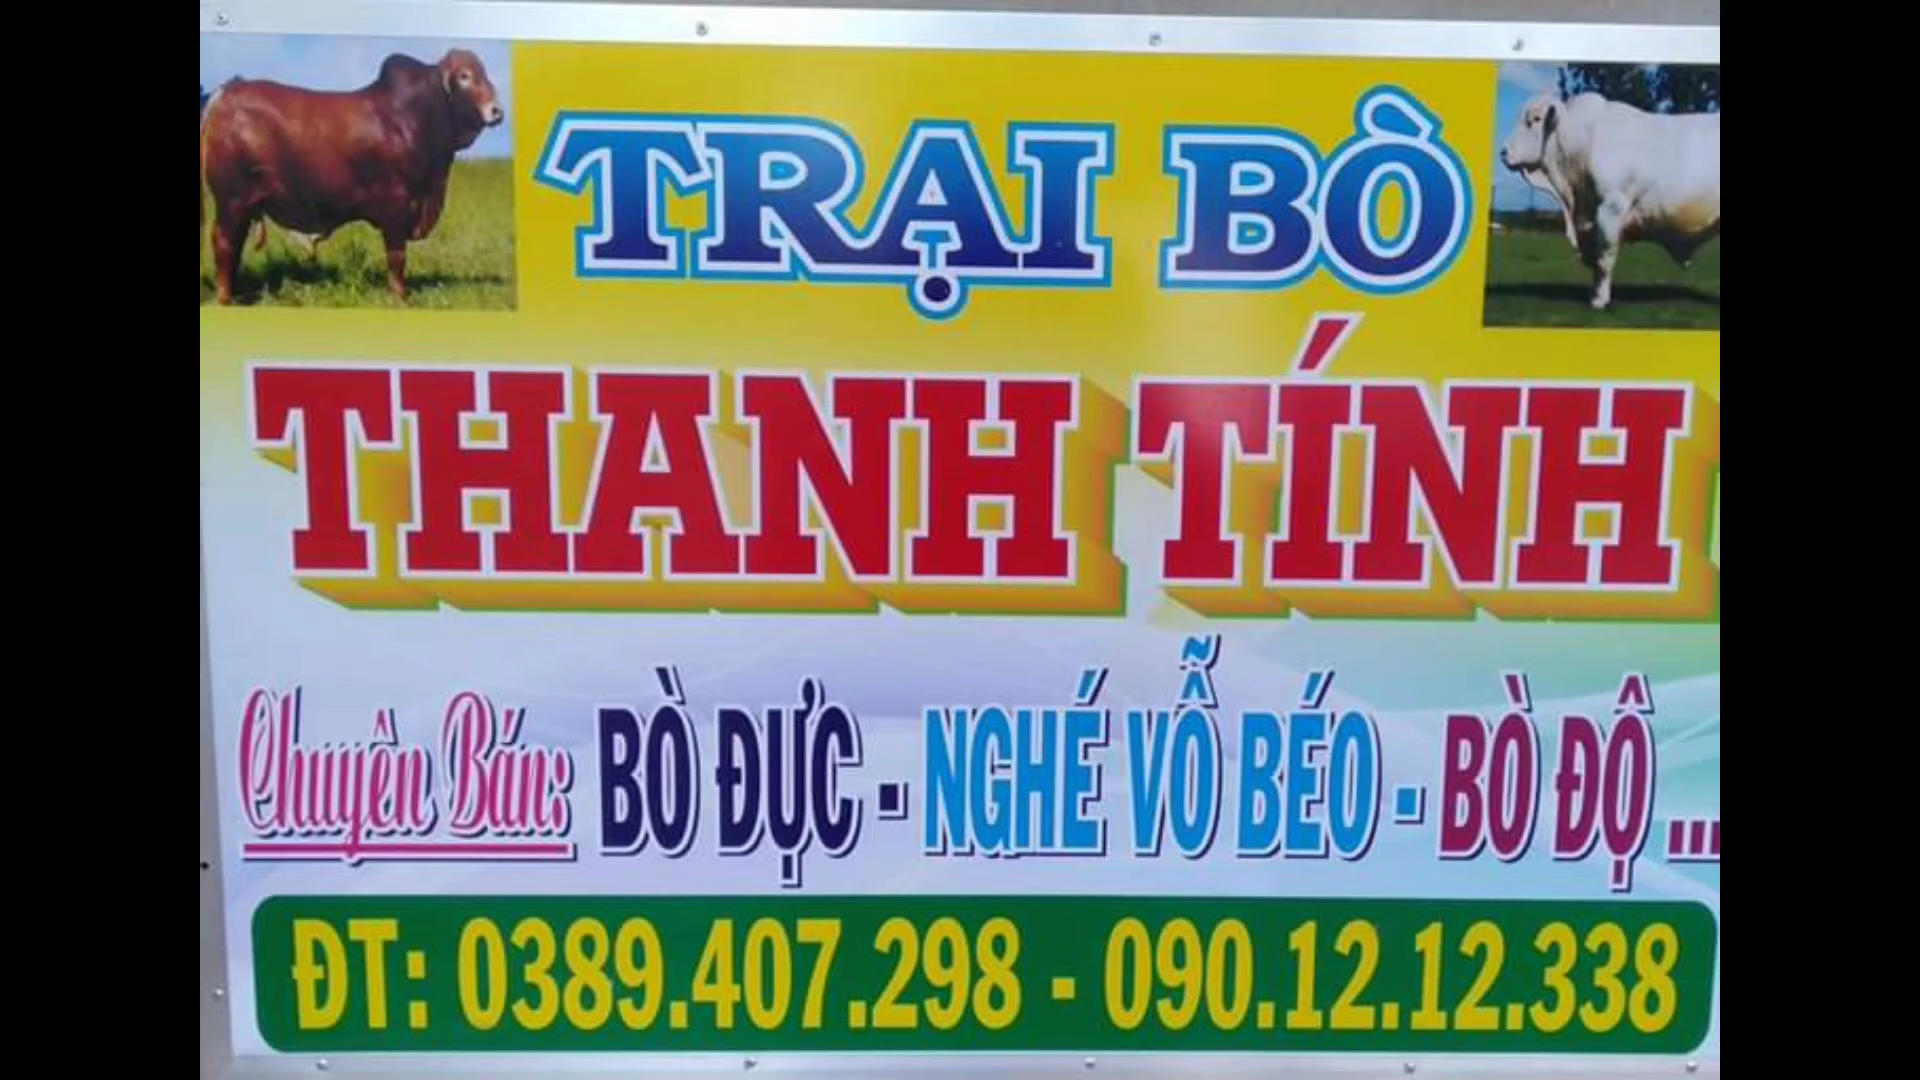 TRẠI BÒ
THANH TÍNH
Chuyên Bán: BÒ ĐỰC - NGHÉ VỖ BÉO - BÒ ĐỘ ...
ĐT: 0389.407.298 - 090.12.12.338